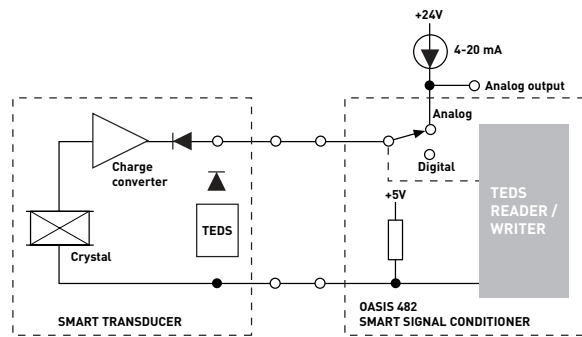 +24V
4-20 mA
Analog output
Analog
Charge
converter
Digital
TEDS
READER /
WRITER
+5V
TEDS
Crystal
OASIS 482
SMART TRANSDUCER
SMART SIGNAL CONDITIONER